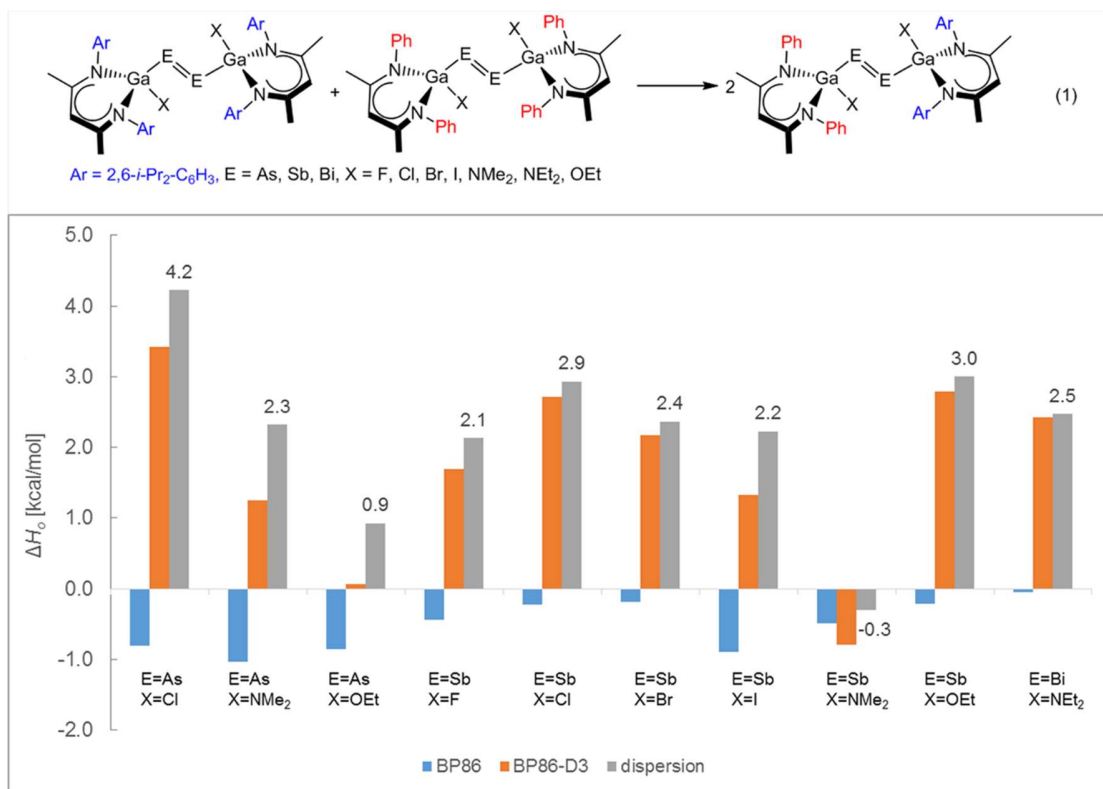 Ar
Ar
X
N
E
Ga
N
Ga
E
N
X
N
Ar
Ar
+
Ph
Ph
X
N
E
Ga
N
Ga
E
N
X
N
Ph
Ph
2
Ph
Ar
X
N
E
Ga
N
Ga
E
N
X
N
Ph
Ar
(1)
Ar = 2,6-i-Pr₂-C₆H₃, E = As, Sb, Bi, X = F, Cl, Br, I, NMe₂, NEt₂, OEt
ΔHₒ [kcal/mol]
5.0
4.0
3.0
2.0
1.0
0.0
-1.0
-2.0
4.2
2.3
0.9
2.1
2.9
2.4
2.2
-0.3
3.0
2.5
E=As E=As E=As E=Sb E=Sb E=Sb E=Sb E=Sb E=Sb E=Bi
X=Cl X=NMe₂ X=OEt X=F X=Cl X=Br X=I X=NMe₂ X=OEt X=NEt₂
BP86 BP86-D3 dispersion